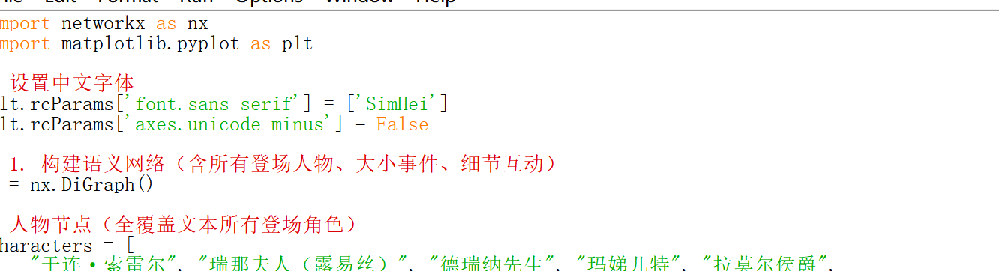 File Edit Format Run Options Window Help
mport networkx as nx
mport matplotlib.pyplot as plt
设置中文字体
lt.rcParams['font.sans-serif'] = ['SimHei']
lt.rcParams['axes.unicode_minus'] = False
1. 构建语义网络（含所有登场人物、大小事件、细节互动）
= nx.DiGraph()
人物节点（全覆盖文本所有登场角色）
haracters = [
"于连·索雷尔", "瑞那夫人（露易丝）", "德瑞纳先生", "玛娣儿特", "拉莫尔侯爵",